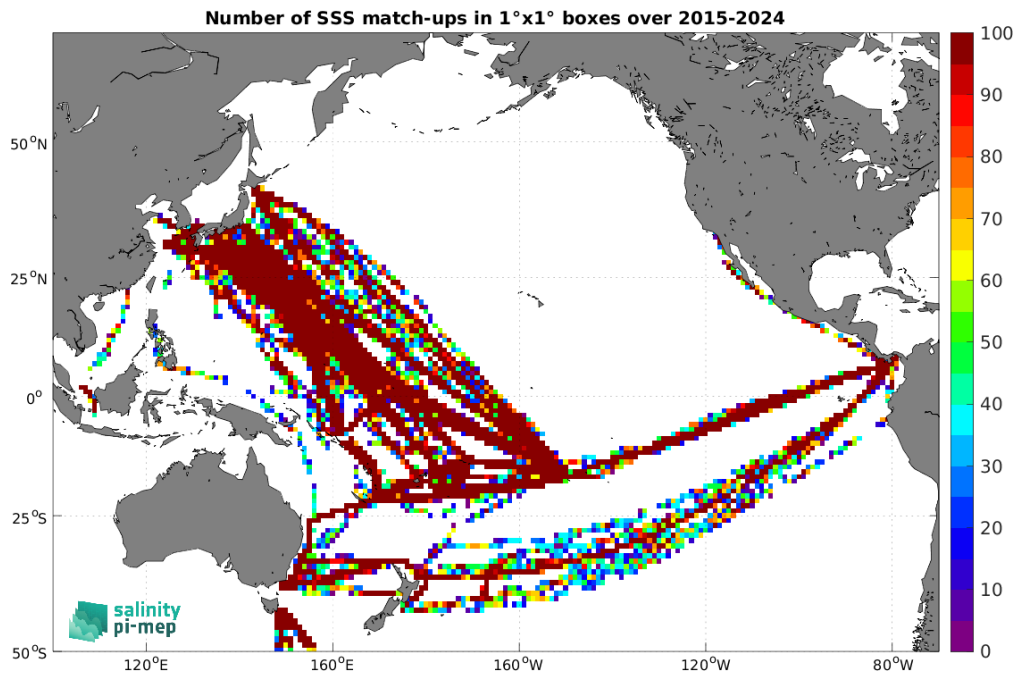 Number of SSS match-ups in 1°x1° boxes over 2015-2024
100
90
80
70
60
50
40
30
20
10
0
50°N
25°N
0°
25°S
50°S
120°E
160°E
160°W
120°W
80°W
salinity
pi-mep